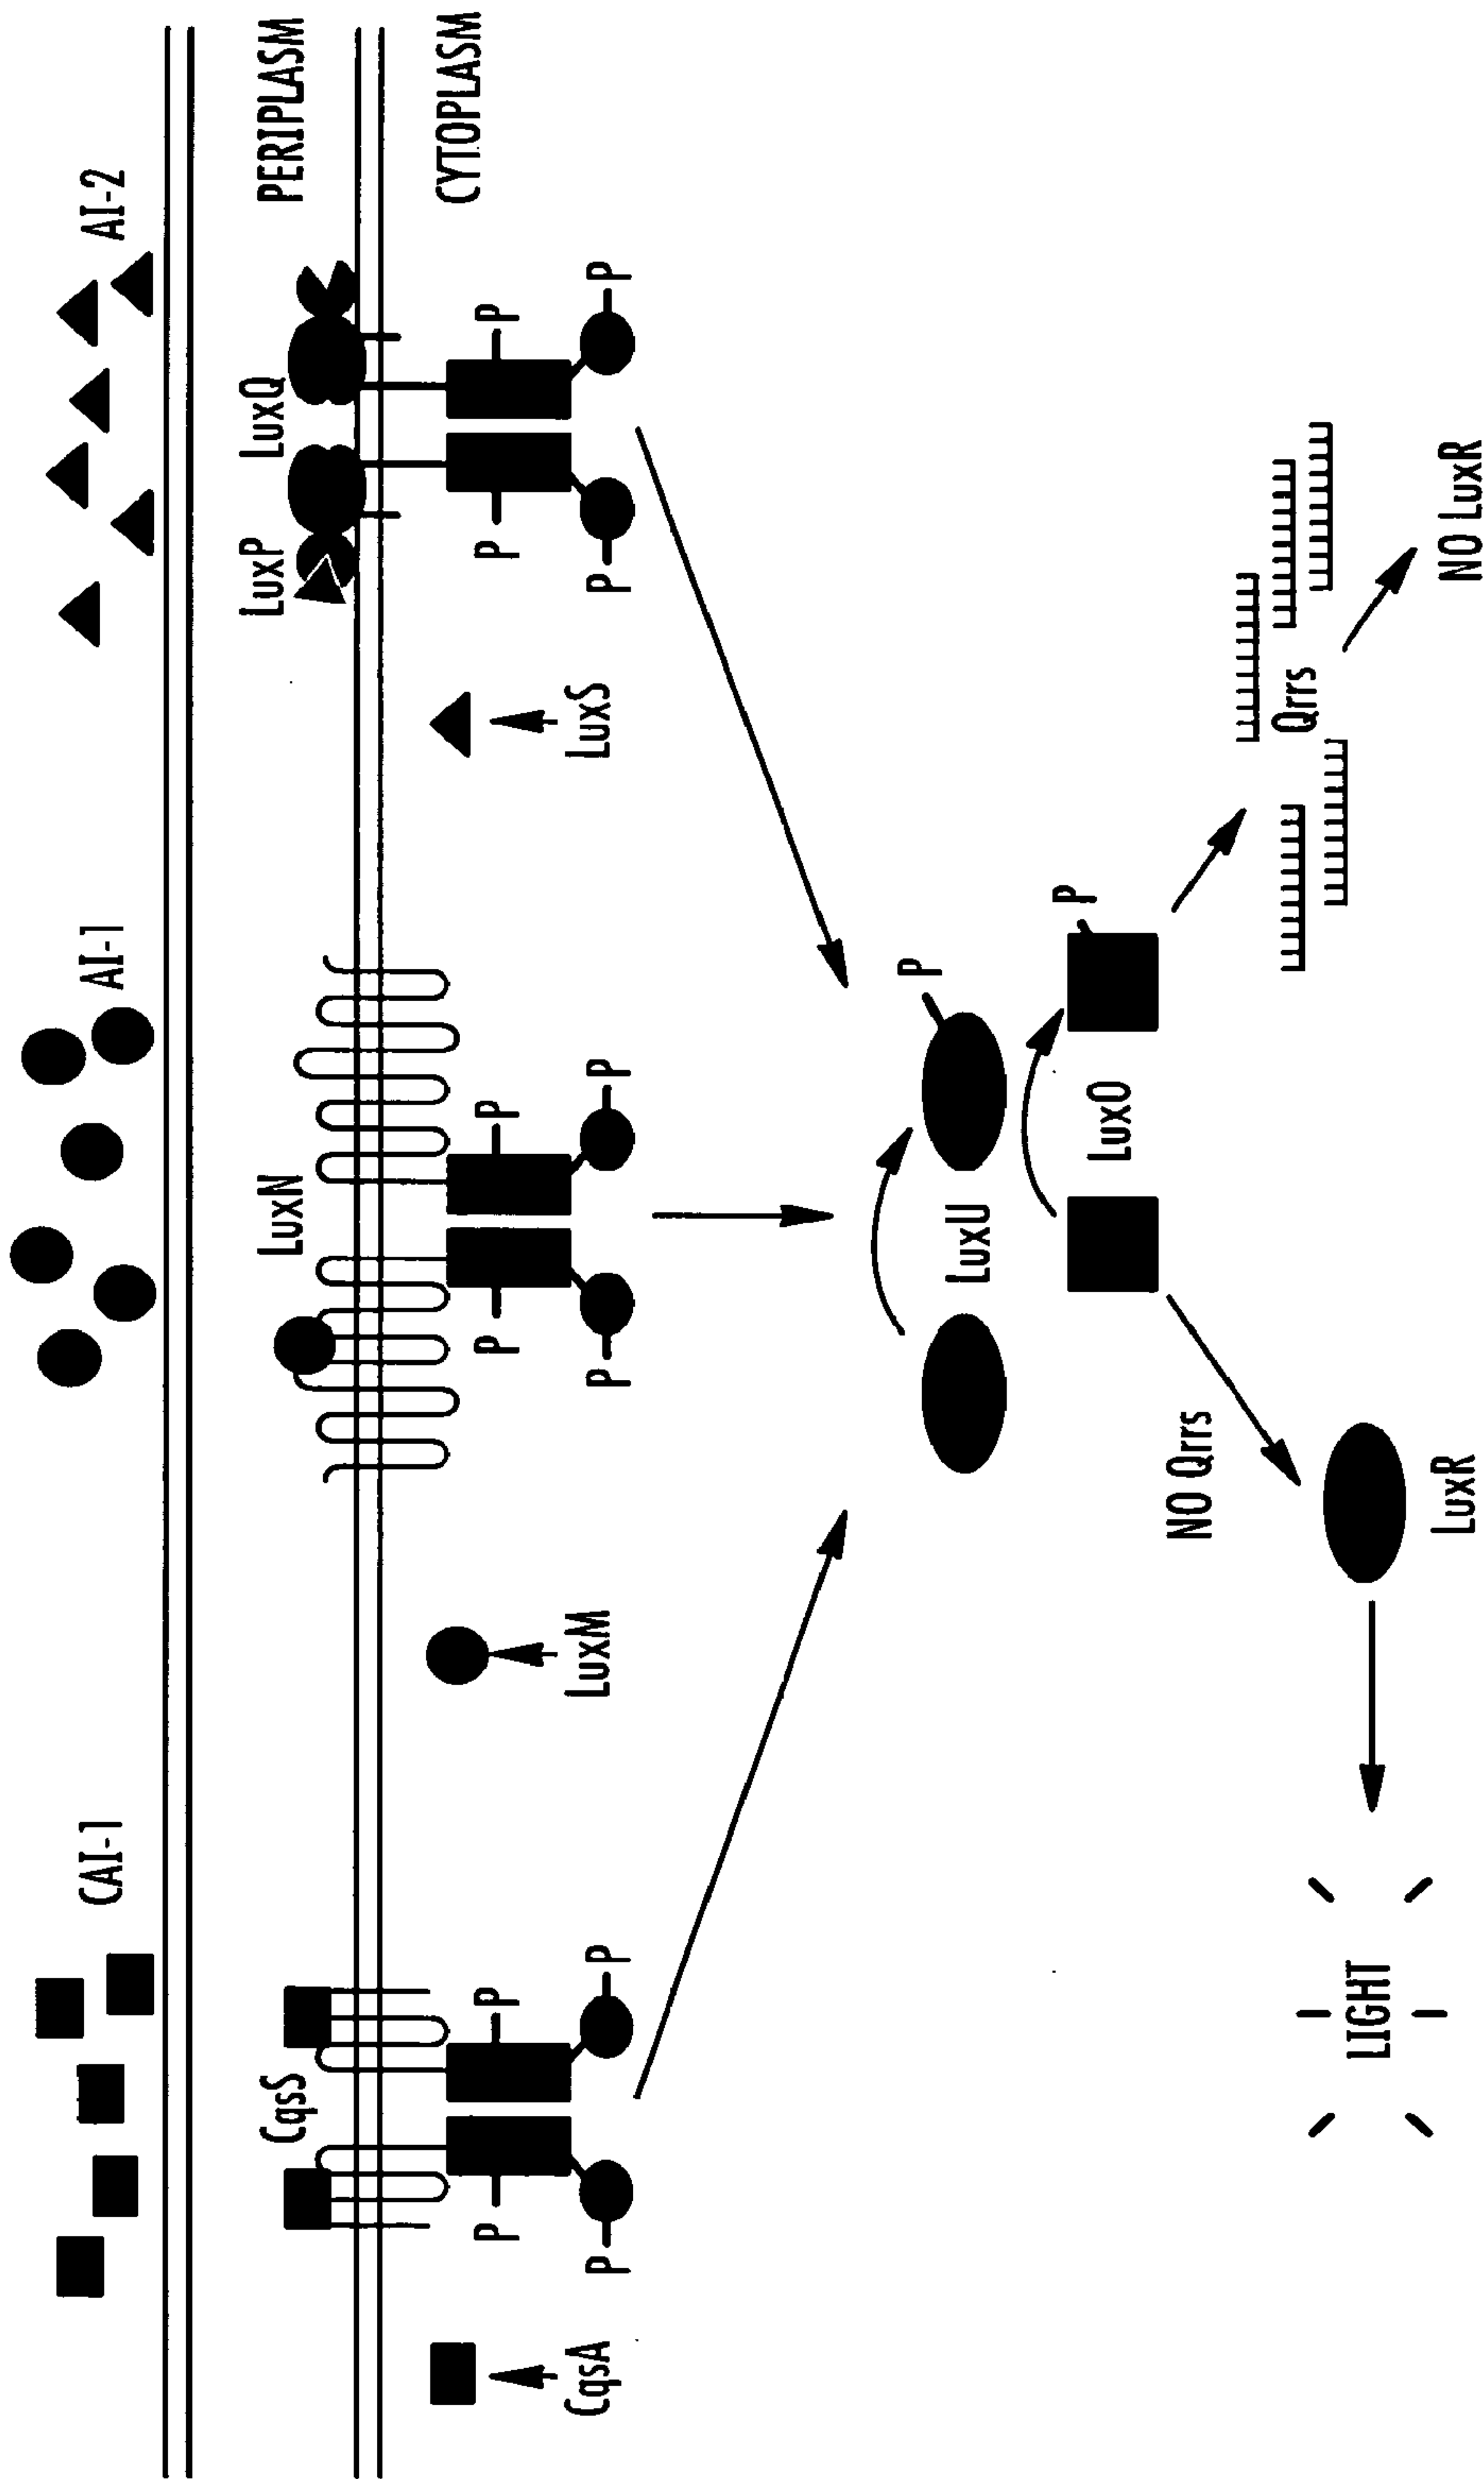 CAI-1
AI-1
AI-2
PERIPLASM
CqsS
LuxN
LuxP
LuxQ
CYTOPLASM
P
P
P
P
P
P
P
P
P
P
P
P
CqsA
LuxM
LuxS
P
LuxU
P
LuxO
NO Qrrs
Qrrs
LuxR
NO LuxR
LIGHT